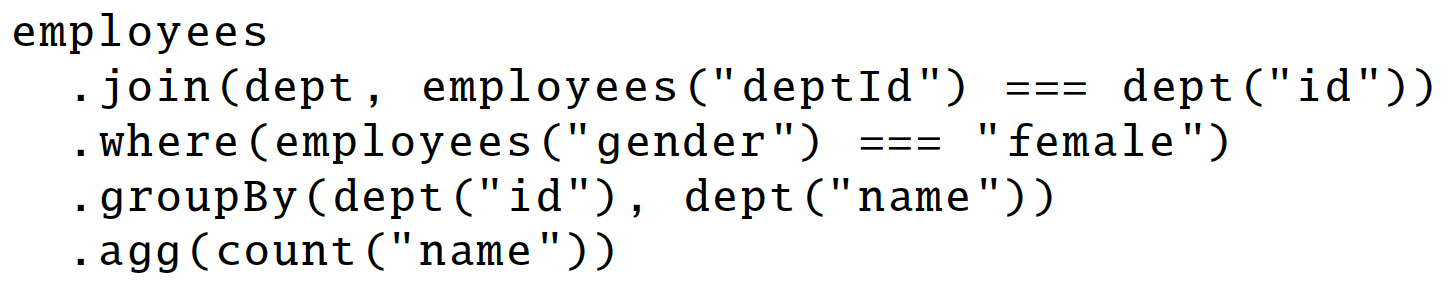 employees
  .join(dept, employees("deptId") === dept("id"))
  .where(employees("gender") === "female")
  .groupBy(dept("id"), dept("name"))
  .agg(count("name"))